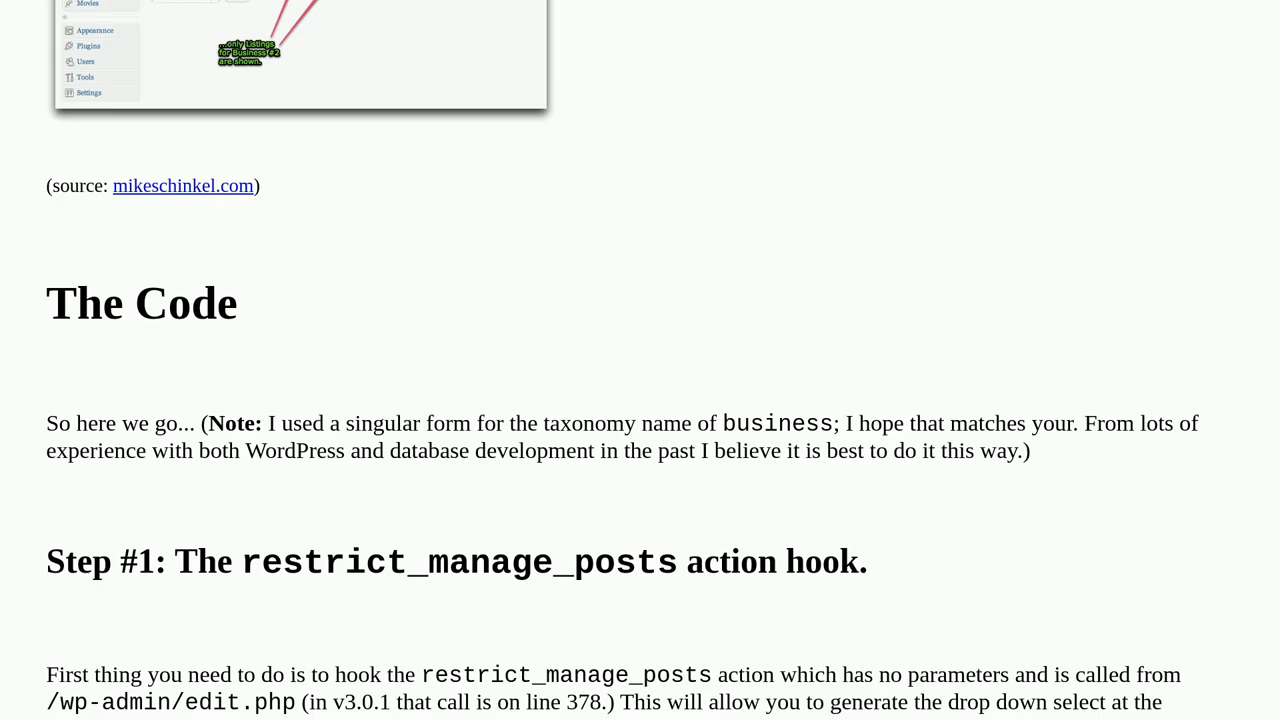 Movies
Appearance
Plugins
Users
Tools
Settings
...only Listings
for Business #2
are shown.
(source: mikeschinkel.com)
The Code
So here we go... (Note: I used a singular form for the taxonomy name of business; I hope that matches your. From lots of
experience with both WordPress and database development in the past I believe it is best to do it this way.)
Step #1: The restrict_manage_posts action hook.
First thing you need to do is to hook the restrict_manage_posts action which has no parameters and is called from
/wp-admin/edit.php (in v3.0.1 that call is on line 378.) This will allow you to generate the drop down select at the